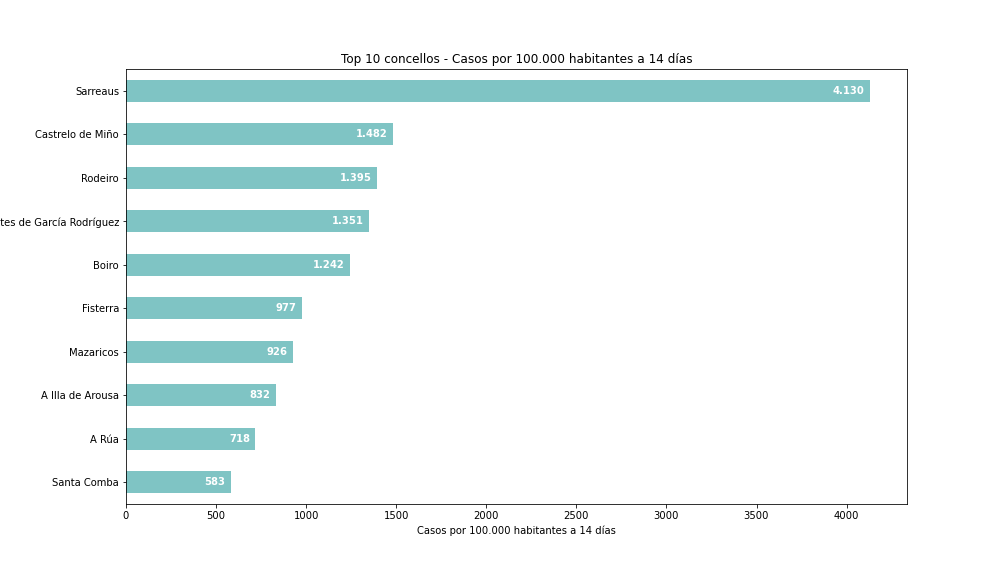 Top 10 concellos - Casos por 100.000 habitantes a 14 días
Sarreaus 4.130
Castrelo de Miño 1.482
Rodeiro 1.395
tes de García Rodríguez 1.351
Boiro 1.242
Fisterra 977
Mazaricos 926
A Illa de Arousa 832
A Rúa 718
Santa Comba 583
0 500 1000 1500 2000 2500 3000 3500 4000
Casos por 100.000 habitantes a 14 días